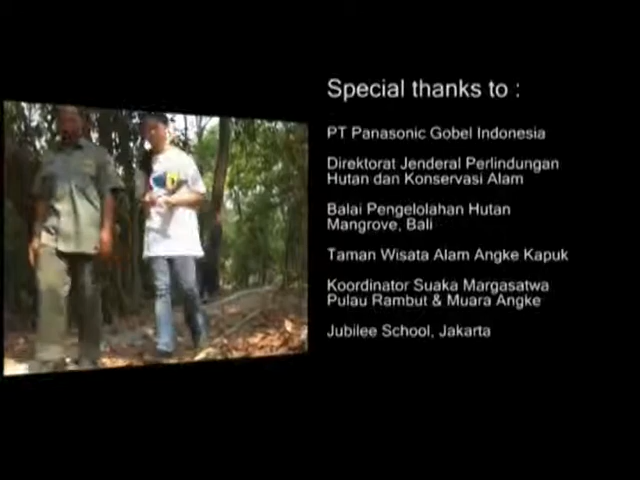 Special thanks to :
PT Panasonic Gobel Indonesia
Direktorat Jenderal Perlindungan
Hutan dan Konservasi Alam
Balai Pengelolahan Hutan
Mangrove, Bali
Taman Wisata Alam Angke Kapuk
Koordinator Suaka Margasatwa
Pulau Rambut & Muara Angke
Jubilee School, Jakarta